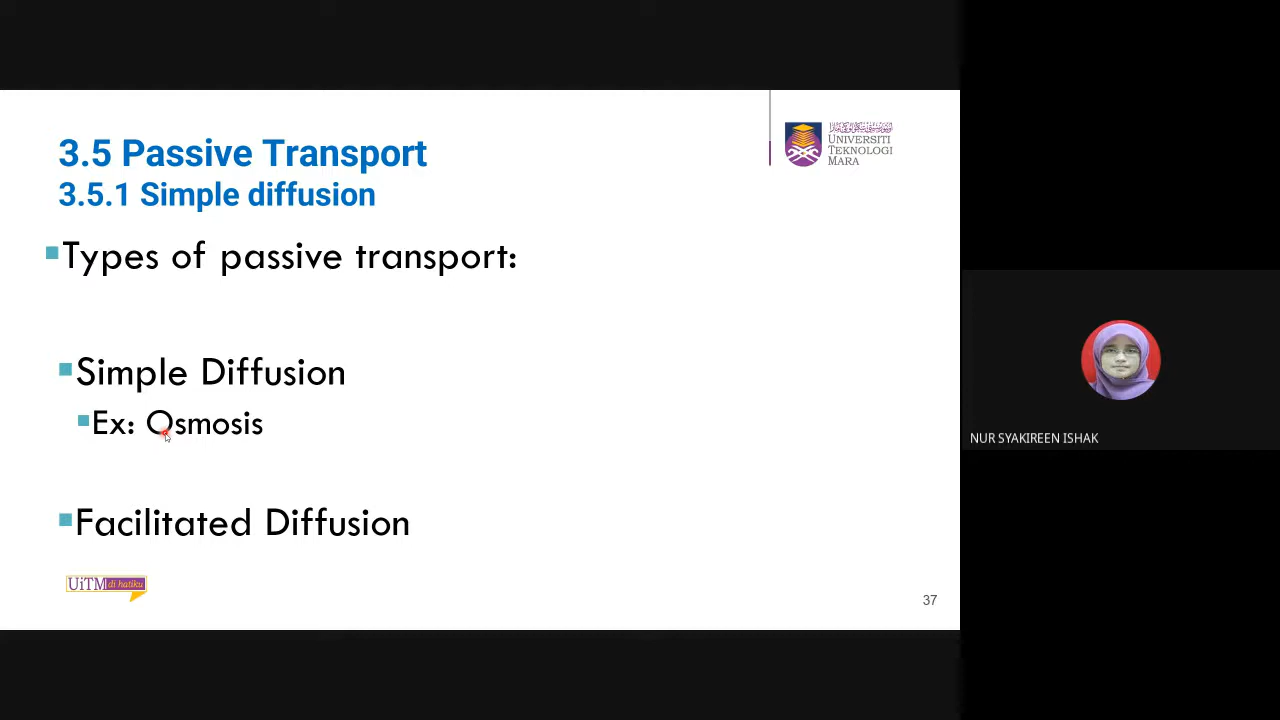 3.5 Passive Transport
3.5.1 Simple diffusion
UNIVERSITI
TEKNOLOGI
MARA
Types of passive transport:
Simple Diffusion
Ex: Osmosis
Facilitated Diffusion
UiTM di hatiku
37
NUR SYAKIREEN ISHAK